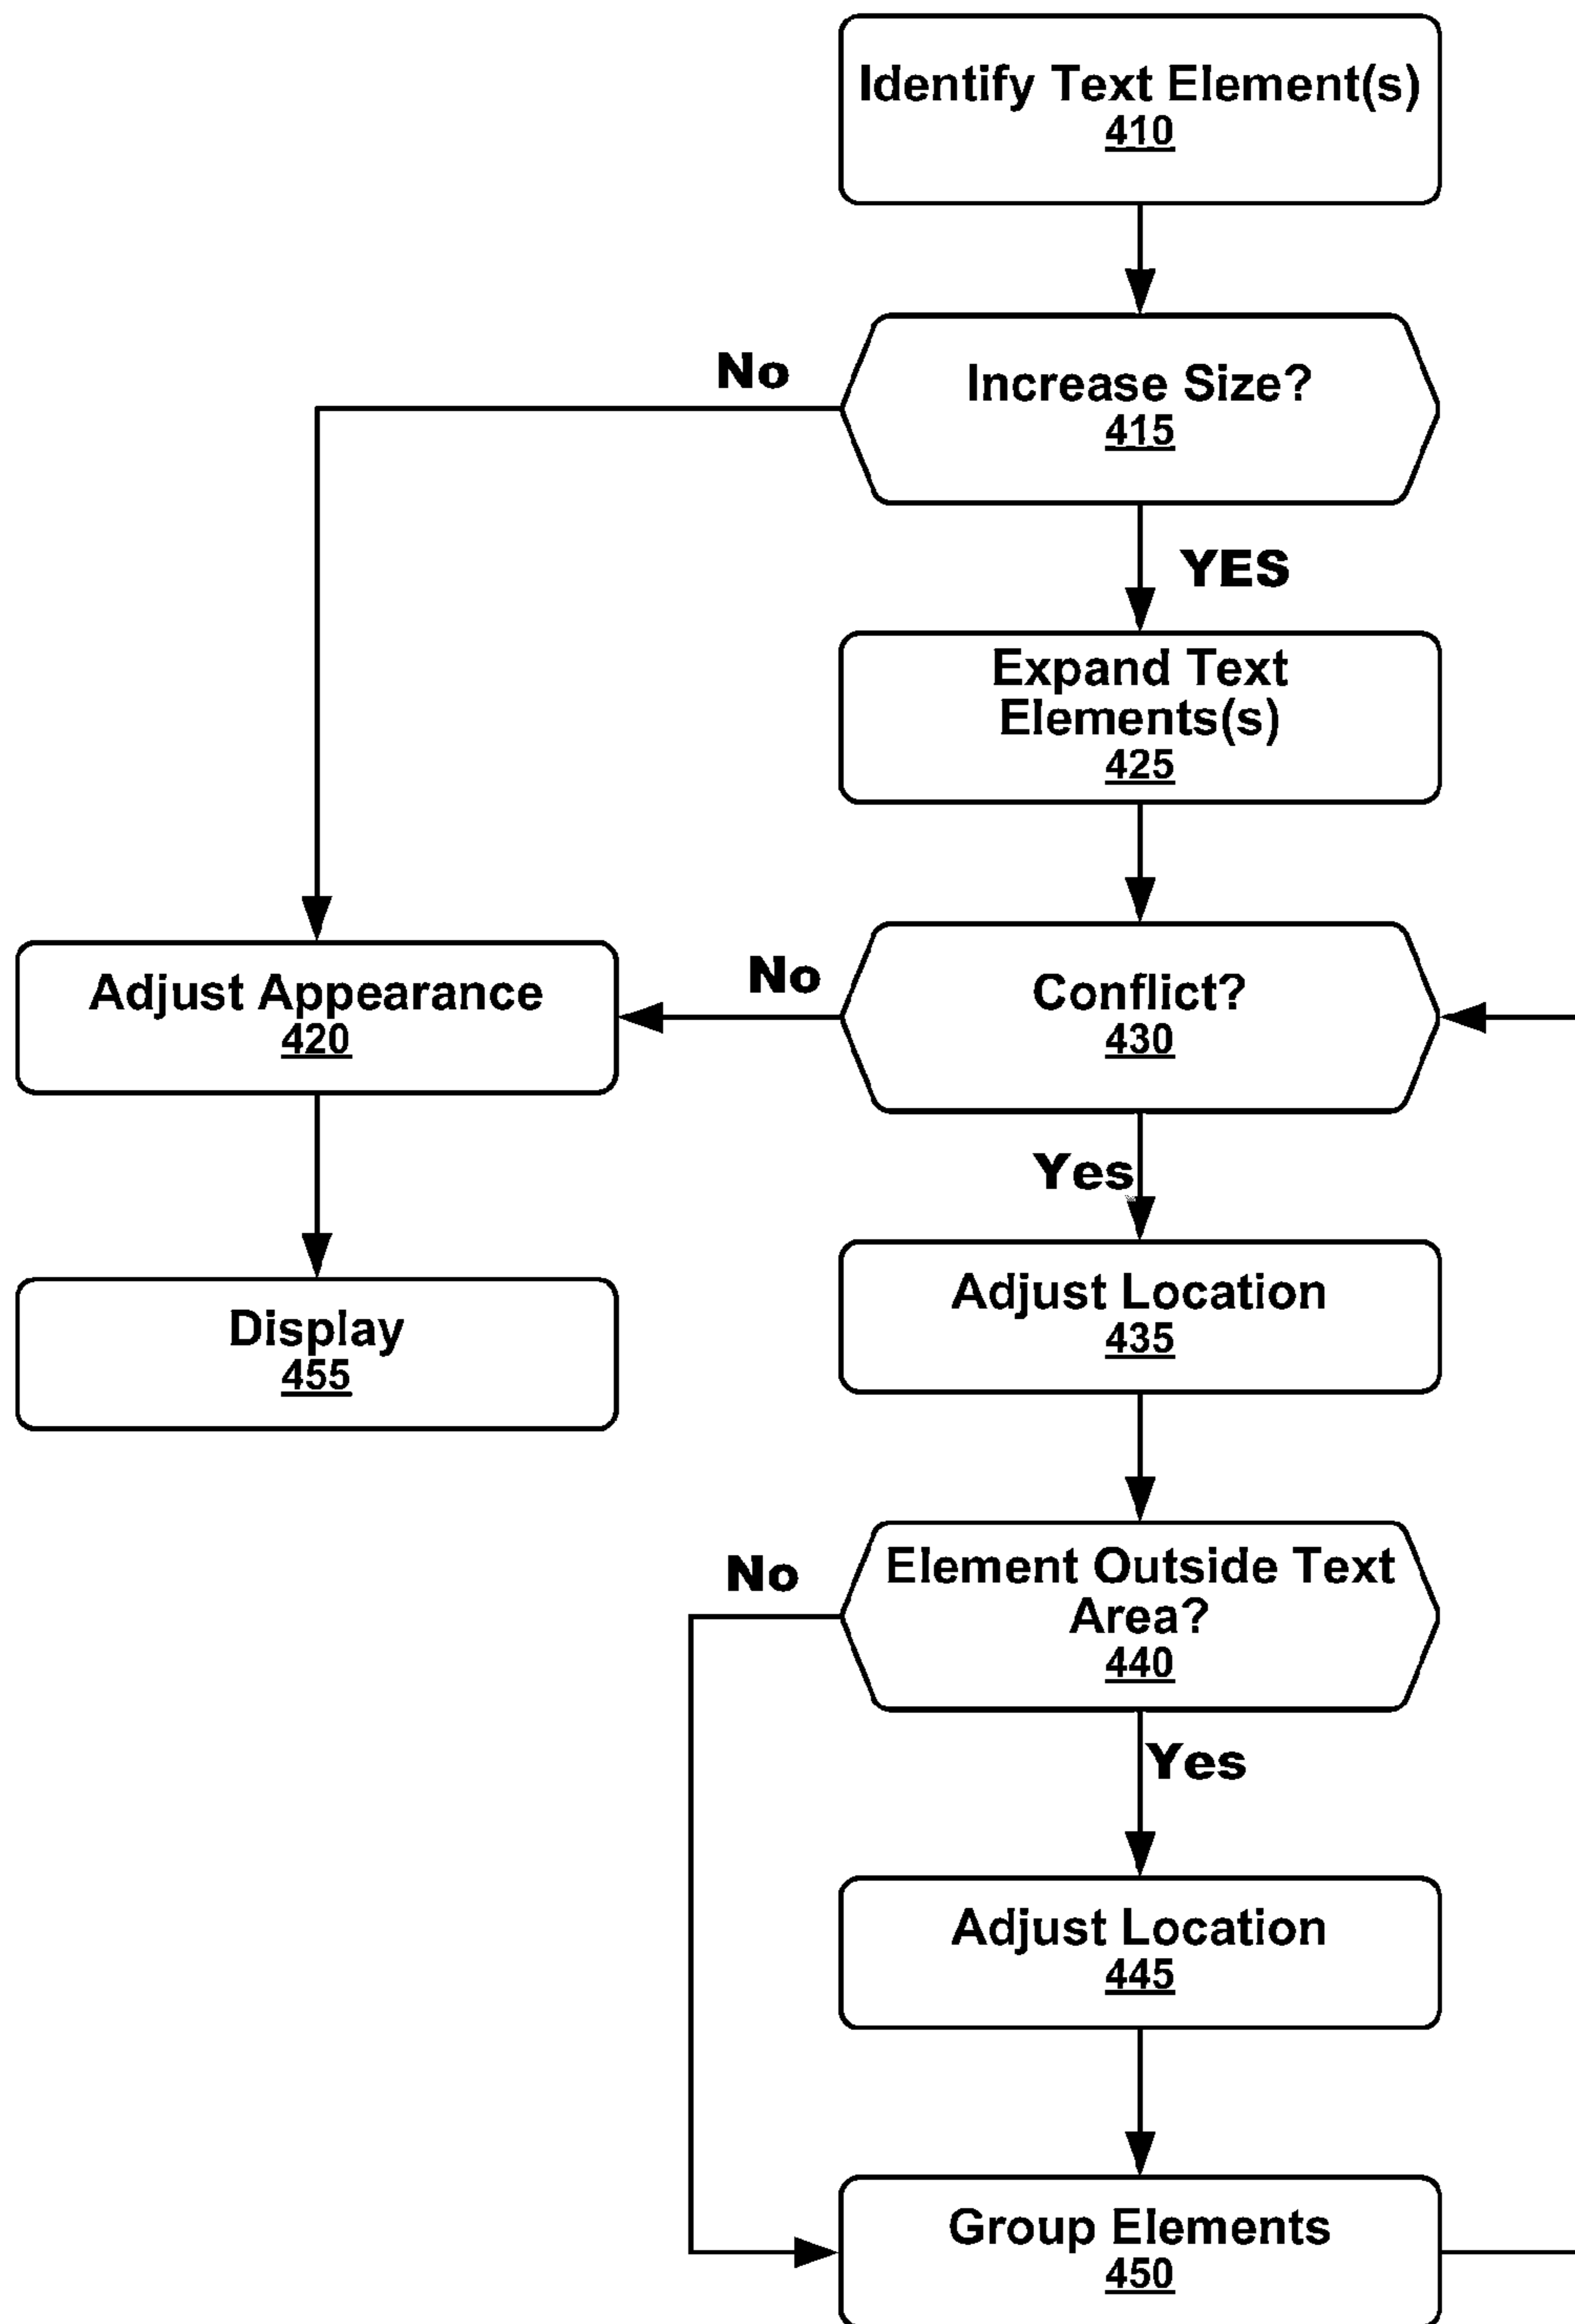 Identify Text Element(s)
410
No
Increase Size?
415
YES
Expand Text
Elements(s)
425
Adjust Appearance
420
No
Conflict?
430
Yes
Display
455
Adjust Location
435
No
Element Outside Text
Area?
440
Yes
Adjust Location
445
Group Elements
450